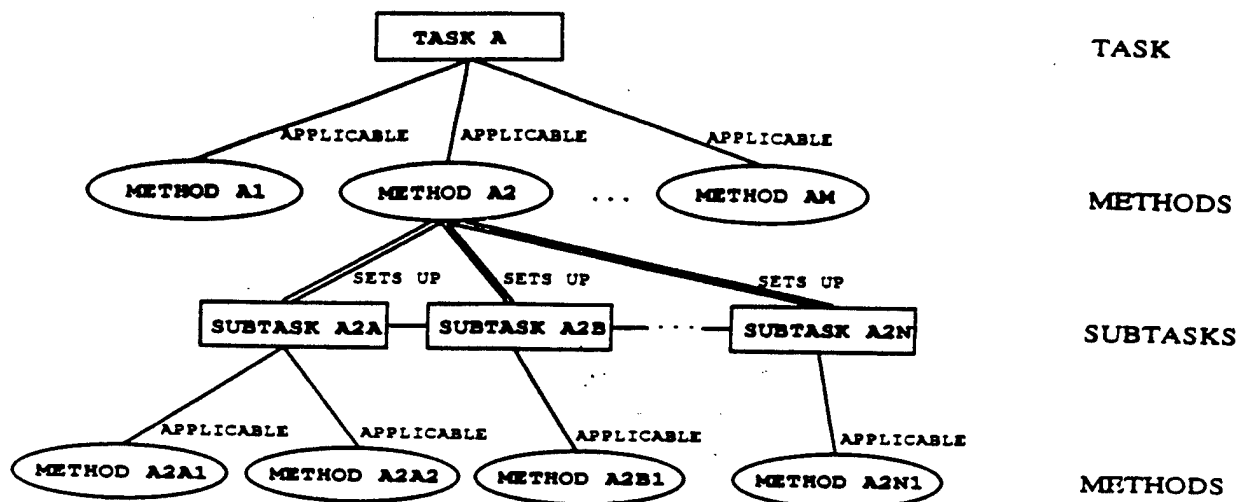 TASK A
TASK
APPLICABLE APPLICABLE APPLICABLE
METHOD A1 METHOD A2 ... METHOD AM
METHODS
SETS UP SETS UP SETS UP
SUBTASK A2A SUBTASK A2B ... SUBTASK A2N
SUBTASKS
APPLICABLE APPLICABLE APPLICABLE APPLICABLE
METHOD A2A1 METHOD A2A2 METHOD A2B1 METHOD A2N1
METHODS